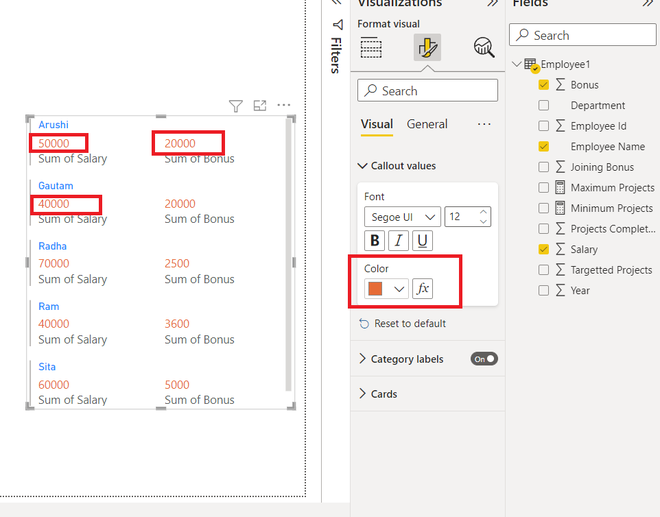 Visualizations
Fields
Format visual
Filters
Search
Search
Visual General
Callout values
Font
Segoe UI 12
B I U
Color
fx
Reset to default
Category labels On
Cards
Employee1
Bonus
Department
Employee Id
Employee Name
Joining Bonus
Maximum Projects
Minimum Projects
Projects Complet...
Salary
Targetted Projects
Year
Arushi
50000 20000
Sum of Salary Sum of Bonus
Gautam
40000 20000
Sum of Salary Sum of Bonus
Radha
70000 2500
Sum of Salary Sum of Bonus
Ram
40000 3600
Sum of Salary Sum of Bonus
Sita
60000 5000
Sum of Salary Sum of Bonus